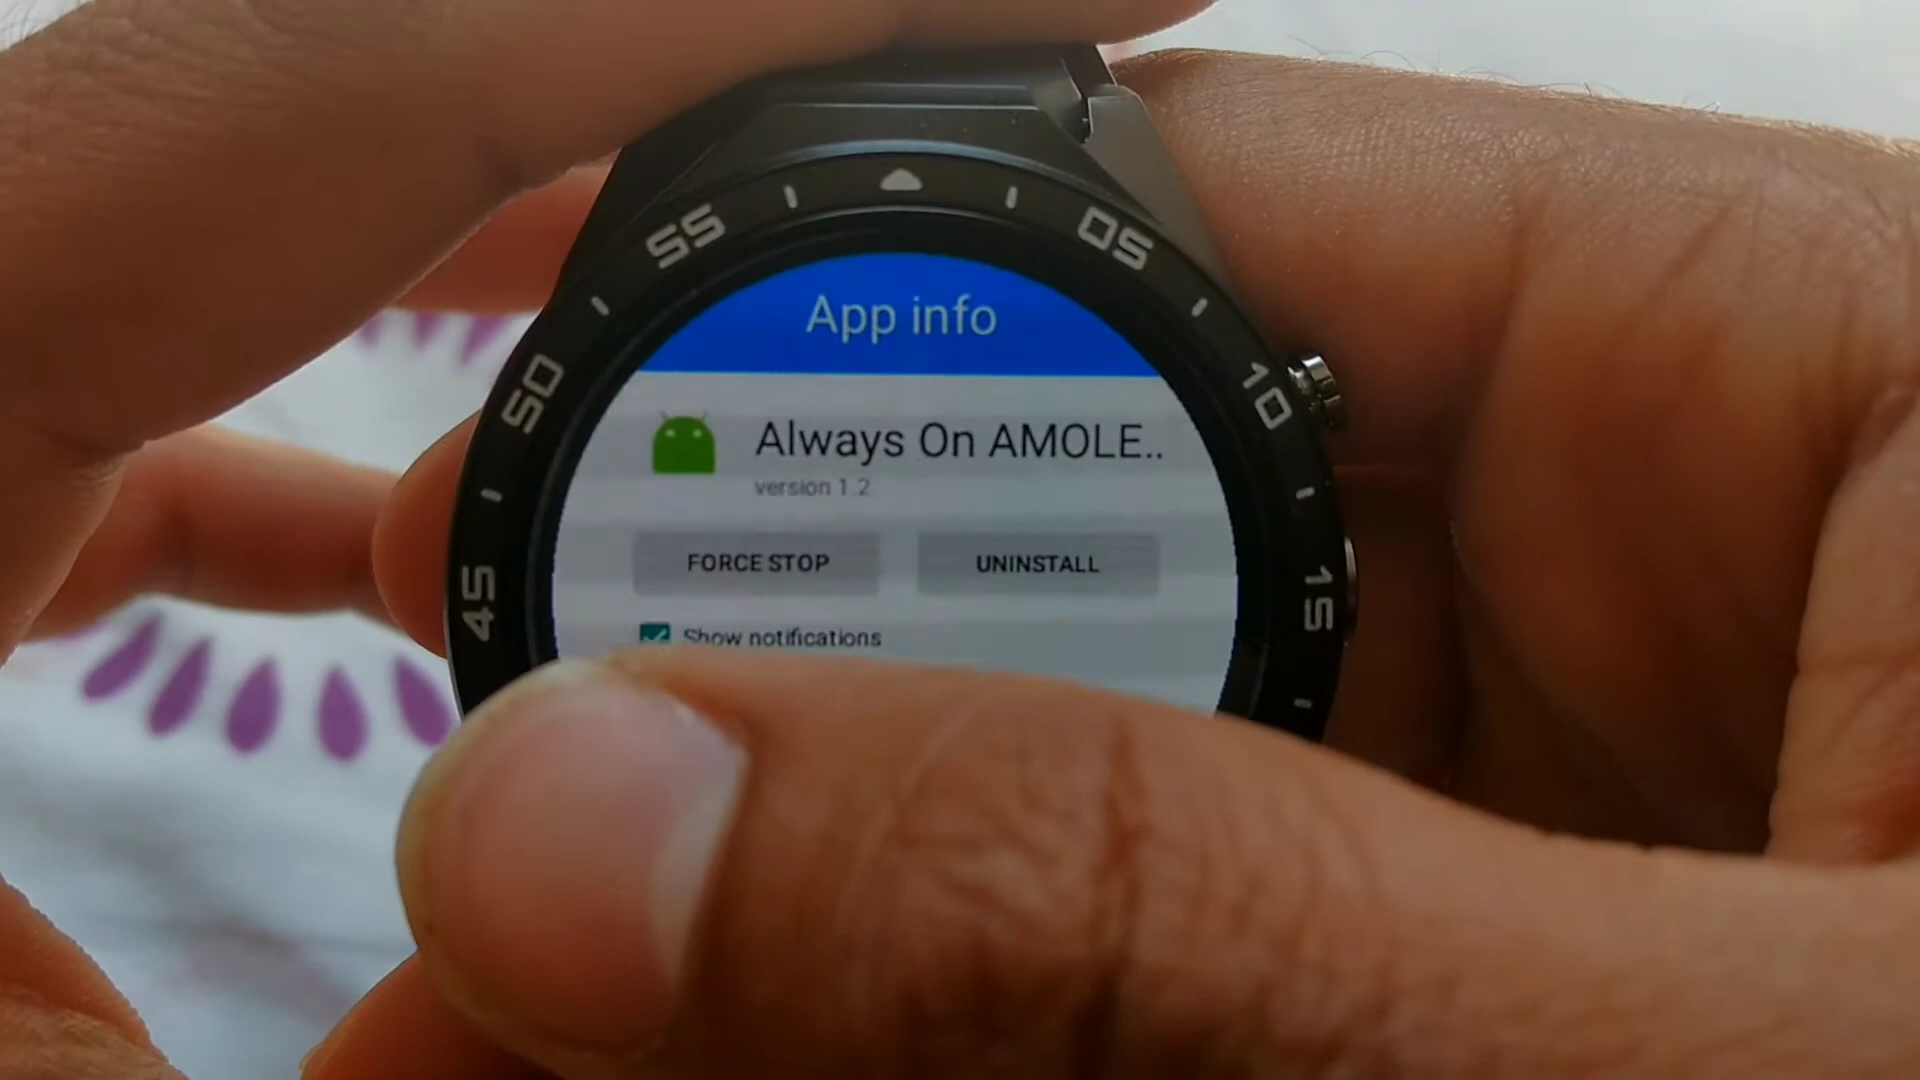 App info
Always On AMOLE..
version 1.2
FORCE STOP
UNINSTALL
Show notifications
55
05
50
10
45
15